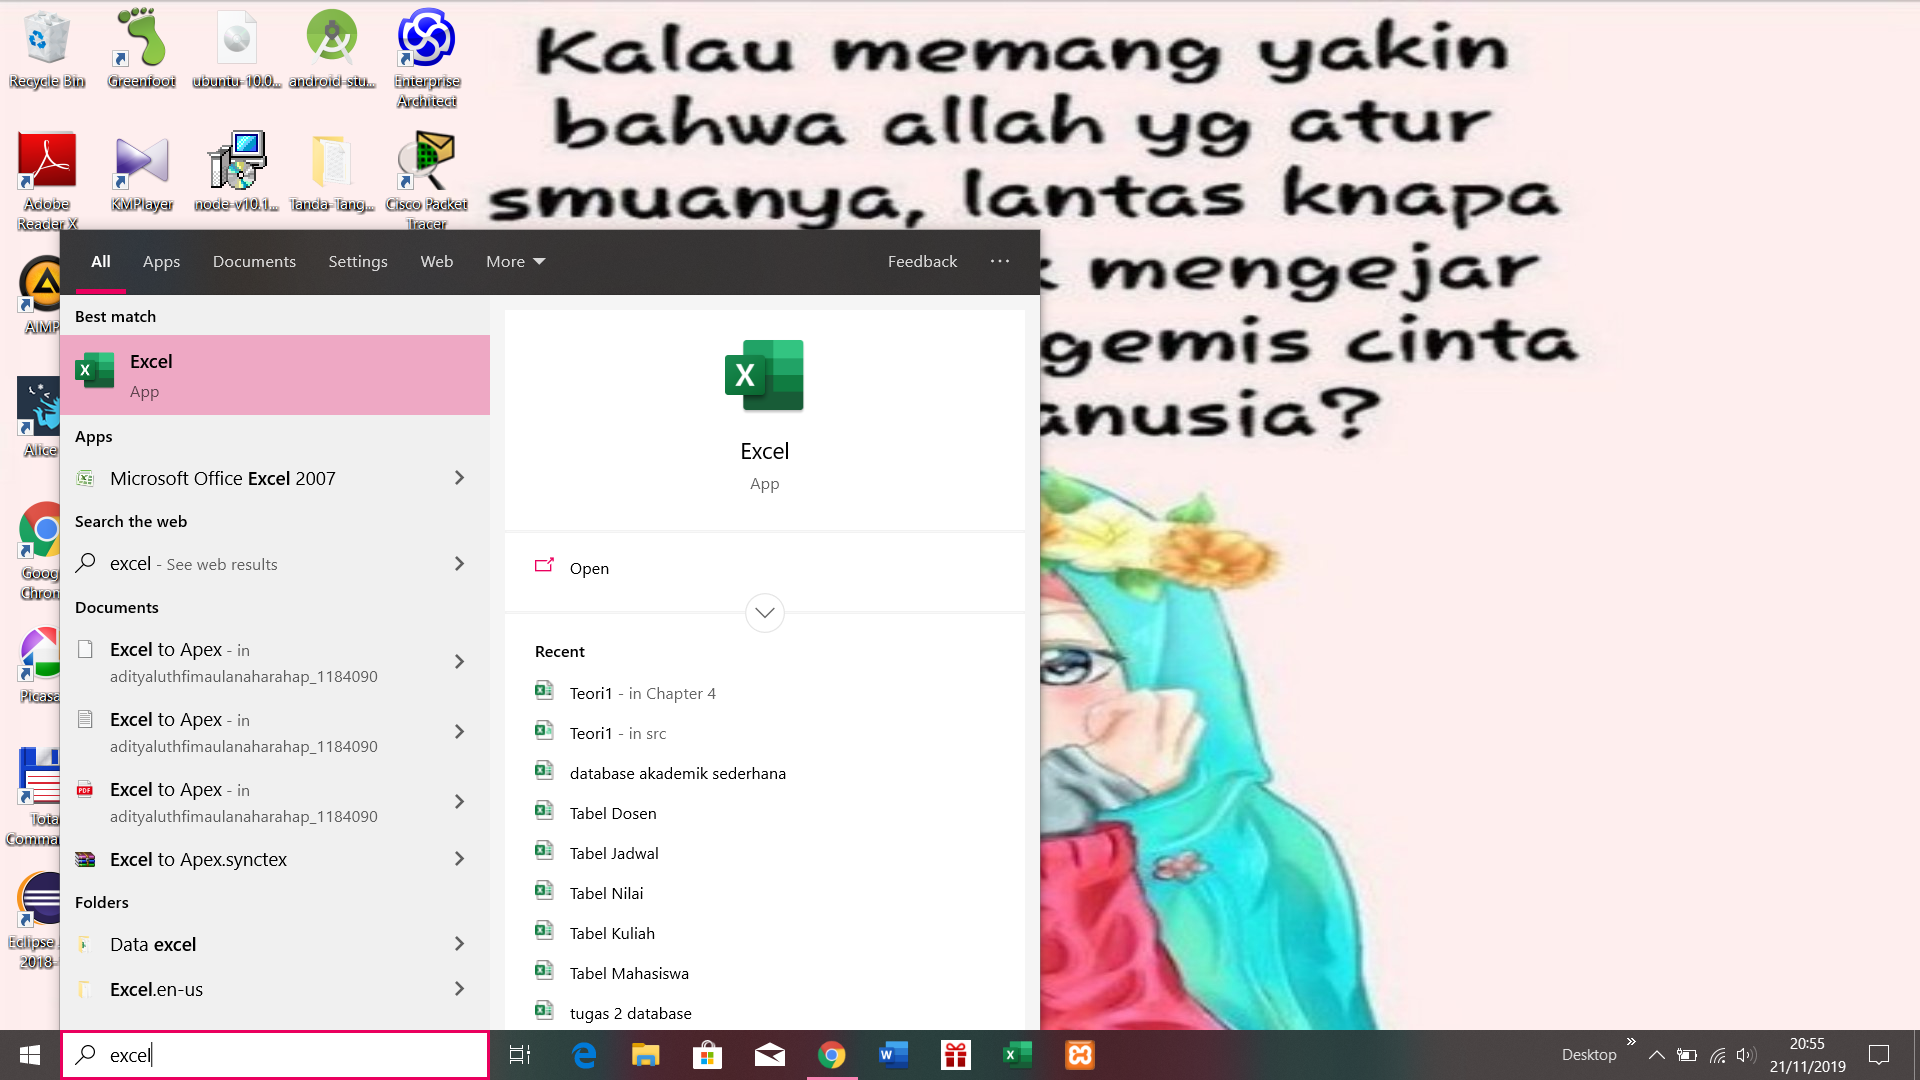 Kalau memang yakin
bahwa allah yg atur
smuanya, lantas knapa
mengejar
gemis cinta
anusia?
Recycle Bin
Greenfoot
ubuntu-10.0...
android-stu...
Enterprise
Architect
Adobe
Reader X
KMPlayer
node-v10.1...
Tanda-Tang...
Cisco Packet
Tracer
AIMP
Alice
Goog
Chrom
Picasa
Tota
Comma
Eclipse
2018-
All
Apps
Documents
Settings
Web
More
Feedback
...
Best match
Excel
App
Apps
Microsoft Office Excel 2007
Search the web
excel - See web results
Documents
Excel to Apex - in
adityaluthfimaulanaharahap_1184090
Excel to Apex - in
adityaluthfimaulanaharahap_1184090
PDF
Excel to Apex - in
adityaluthfimaulanaharahap_1184090
Excel to Apex.synctex
Folders
Data excel
Excel.en-us
X
Excel
App
Open
Recent
Teori1 - in Chapter 4
Teori1 - in src
database akademik sederhana
Tabel Dosen
Tabel Jadwal
Tabel Nilai
Tabel Kuliah
Tabel Mahasiswa
tugas 2 database
excel
Desktop
20:55
21/11/2019